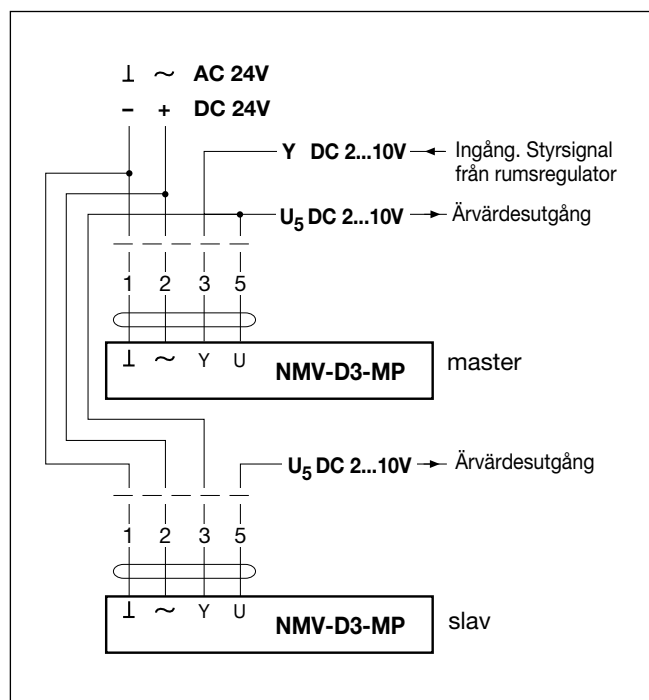 ⊥ ~ AC 24V
– + DC 24V
Y DC 2...10V Ingång. Styrsignal
från rumsregulator
U5 DC 2...10V Ärvärdesutgång
1 2 3 5
⊥ ~ Y U
NMV-D3-MP master
U5 DC 2...10V Ärvärdesutgång
1 2 3 5
⊥ ~ Y U
NMV-D3-MP slav